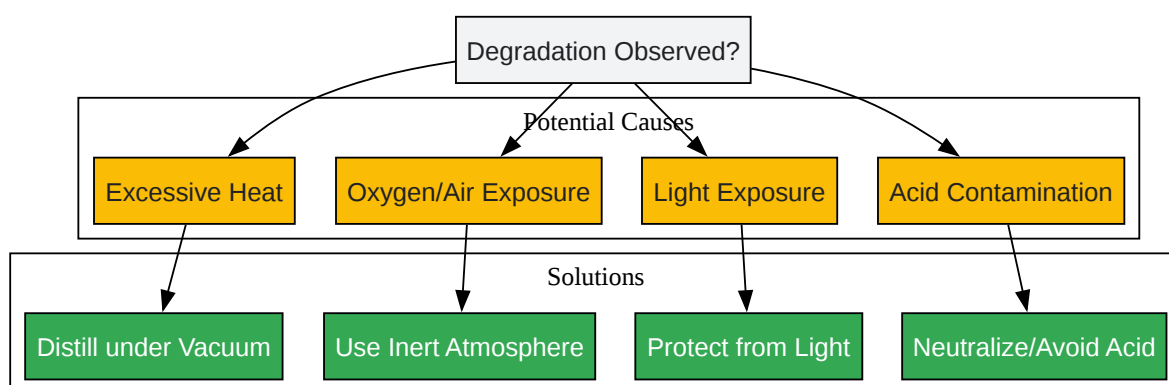 Degradation Observed?
Potential Causes
Excessive Heat
Oxygen/Air Exposure
Light Exposure
Acid Contamination
Solutions
Distill under Vacuum
Use Inert Atmosphere
Protect from Light
Neutralize/Avoid Acid